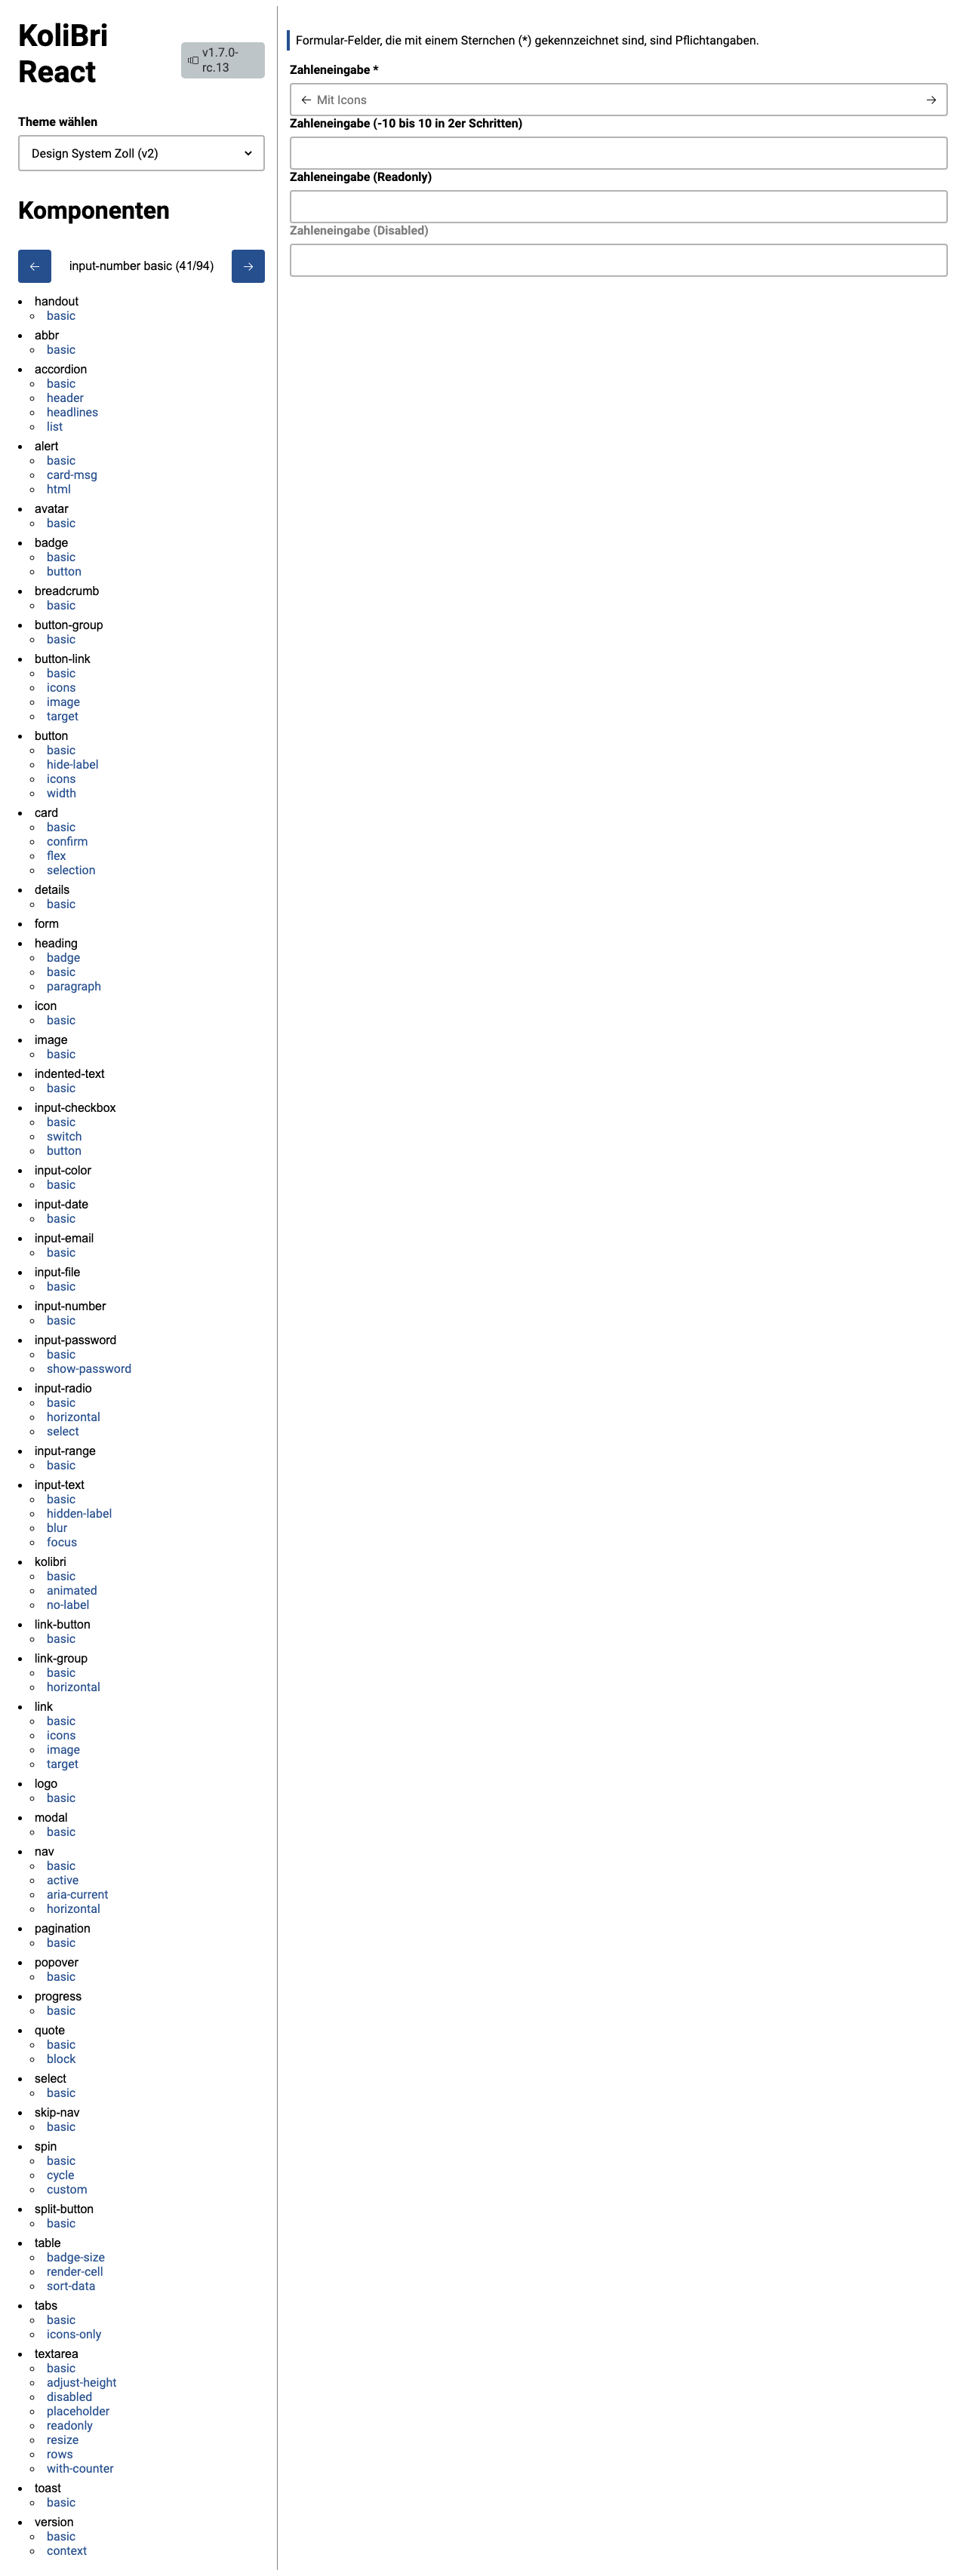 KoliBri
React
v1.7.0-
rc.13
Theme wählen
Design System Zoll (v2)
Komponenten
← input-number basic (41/94) →
handout
basic
abbr
basic
accordion
basic
header
headlines
list
alert
basic
card-msg
html
avatar
basic
badge
basic
button
breadcrumb
basic
button-group
basic
button-link
basic
icons
image
target
button
basic
hide-label
icons
width
card
basic
confirm
flex
selection
details
basic
form
heading
badge
basic
paragraph
icon
basic
image
basic
indented-text
basic
input-checkbox
basic
switch
button
input-color
basic
input-date
basic
input-email
basic
input-file
basic
input-number
basic
input-password
basic
show-password
input-radio
basic
horizontal
select
input-range
basic
input-text
basic
hidden-label
blur
focus
kolibri
basic
animated
no-label
link-button
basic
link-group
basic
horizontal
link
basic
icons
image
target
logo
basic
modal
basic
nav
basic
active
aria-current
horizontal
pagination
basic
popover
basic
progress
basic
quote
basic
block
select
basic
skip-nav
basic
spin
basic
cycle
custom
split-button
basic
table
badge-size
render-cell
sort-data
tabs
basic
icons-only
textarea
basic
adjust-height
disabled
placeholder
readonly
resize
rows
with-counter
toast
basic
version
basic
context
Formular-Felder, die mit einem Sternchen (*) gekennzeichnet sind, sind Pflichtangaben.
Zahleneingabe *
← Mit Icons →
Zahleneingabe (-10 bis 10 in 2er Schritten)
Zahleneingabe (Readonly)
Zahleneingabe (Disabled)